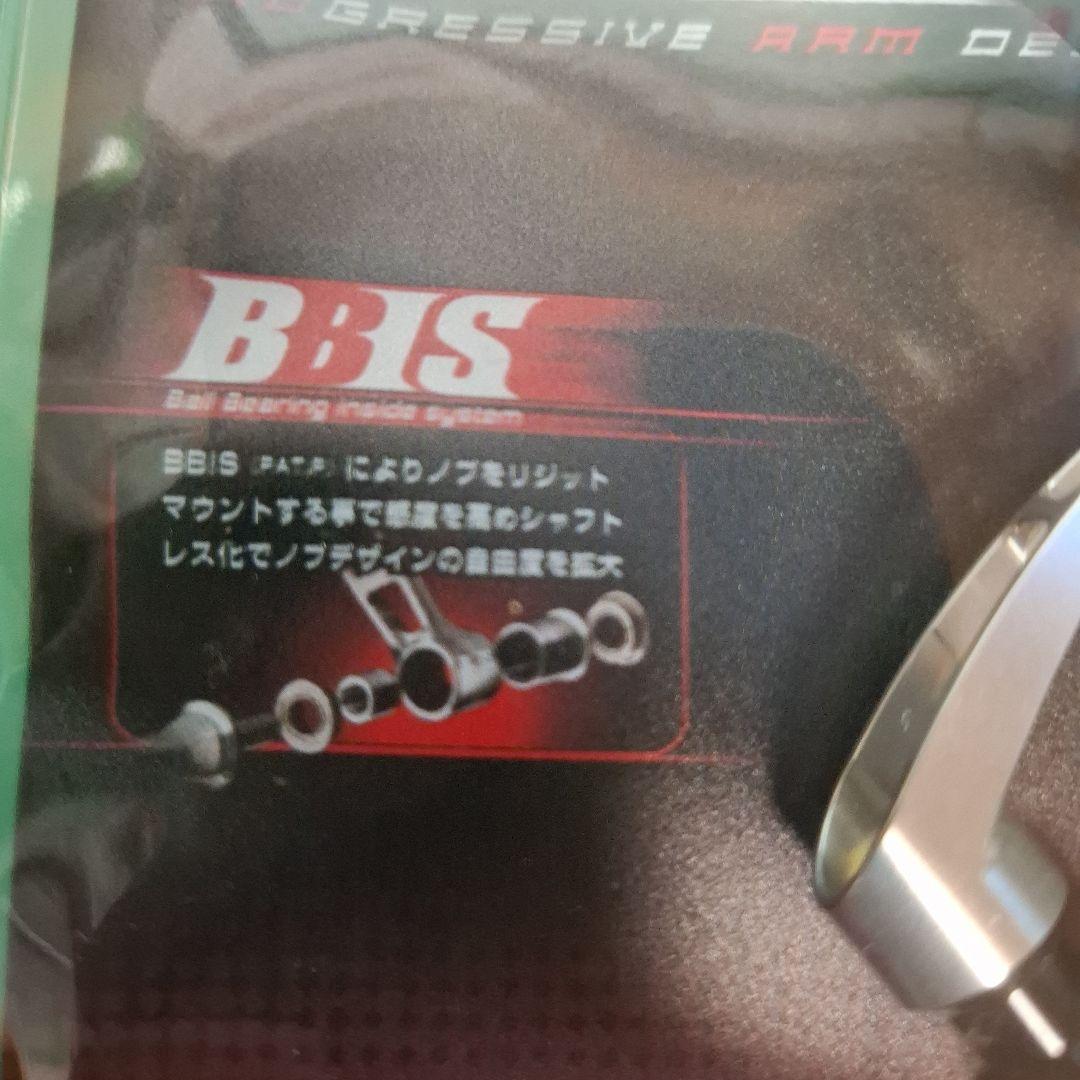 GRESSIVE ARM DE
BBIS
Ball Bearing inside system
BBIS (PAT.P) によりノブをリジット
マウントする事で感度を高めシャフト
レス化でノブデザインの自由度を拡大